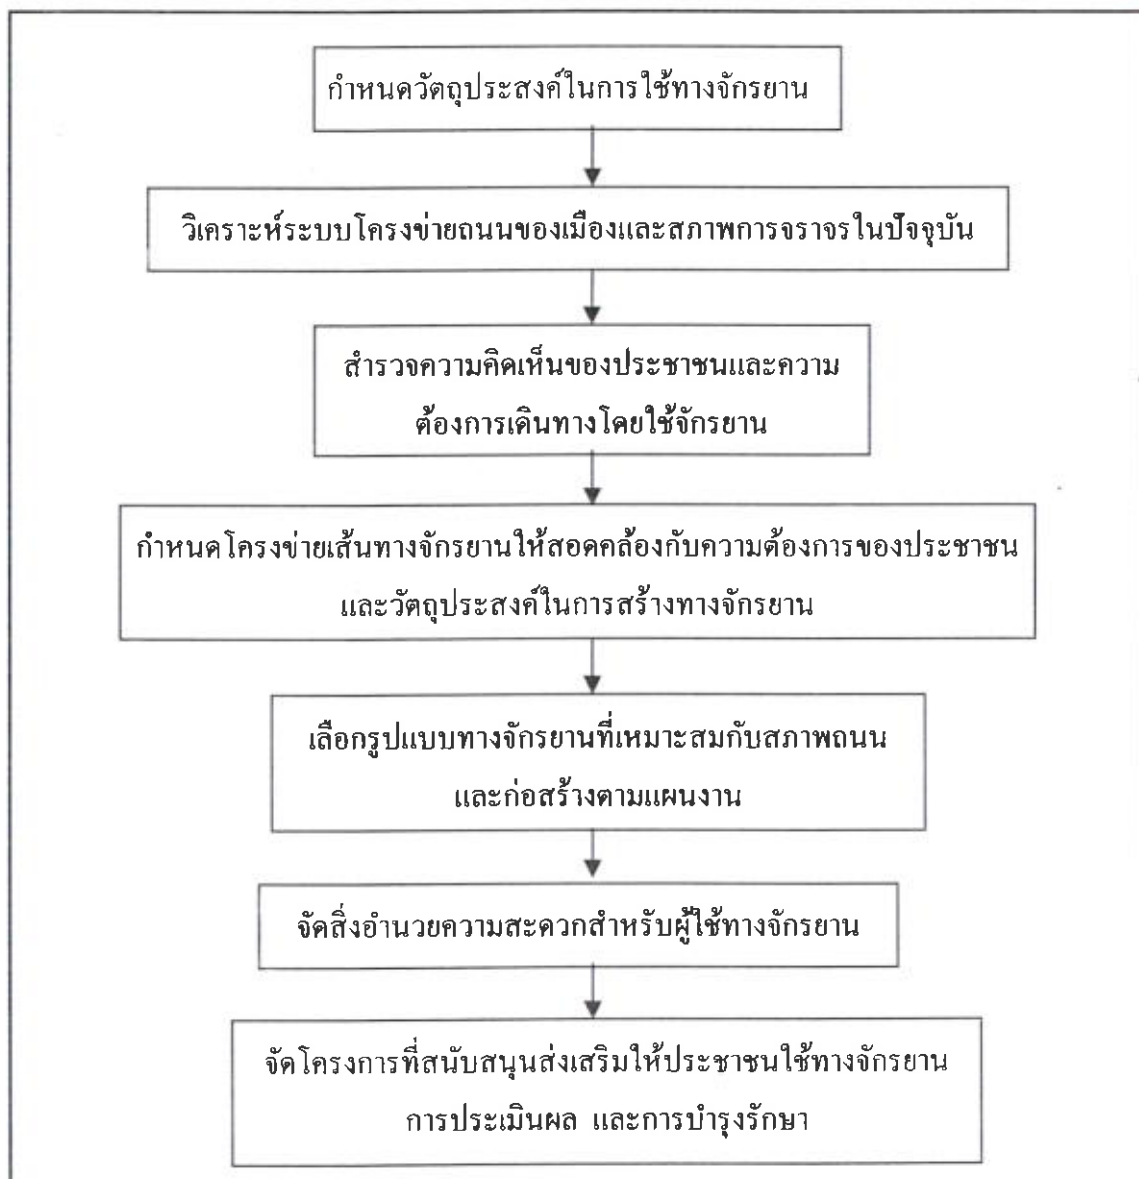 กำหนดวัตถุประสงค์ในการใช้ทางจักรยาน
วิเคราะห์ระบบโครงข่ายถนนของเมืองและสภาพการจราจรในปัจจุบัน
สำรวจความคิดเห็นของประชาชนและความ
ต้องการเดินทางโดยใช้จักรยาน
กำหนดโครงข่ายเส้นทางจักรยานให้สอดคล้องกับความต้องการของประชาชน
และวัตถุประสงค์ในการสร้างทางจักรยาน
เลือกรูปแบบทางจักรยานที่เหมาะสมกับสภาพถนน
และก่อสร้างตามแผนงาน
จัดสิ่งอำนวยความสะดวกสำหรับผู้ใช้ทางจักรยาน
จัดโครงการที่สนับสนุนส่งเสริมให้ประชาชนใช้ทางจักรยาน
การประเมินผล และการบำรุงรักษา